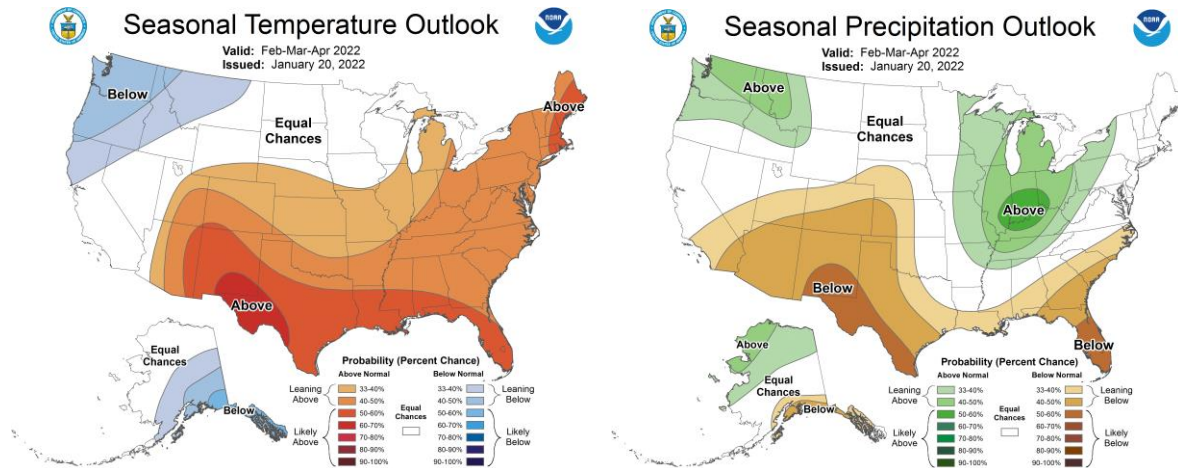 Seasonal Temperature Outlook
NOAA
Valid: Feb-Mar-Apr 2022
Issued: January 20, 2022
Below
Equal
Chances
Above
Above
Equal
Chances
Below
Probability (Percent Chance)
Above Normal
Below Normal
Leaning
Above
33-40%
40-50%
Likely
Above
50-60%
60-70%
70-80%
80-90%
90-100%
Equal
Chances
33-40%
40-50%
Leaning
Below
50-60%
60-70%
70-80%
80-90%
90-100%
Likely
Below
Seasonal Precipitation Outlook
NOAA
Valid: Feb-Mar-Apr 2022
Issued: January 20, 2022
Above
Equal
Chances
Above
Below
Below
Above
Equal
Chances
Below
Probability (Percent Chance)
Above Normal
Below Normal
Leaning
Above
33-40%
40-50%
Likely
Above
50-60%
60-70%
70-80%
80-90%
90-100%
Equal
Chances
33-40%
40-50%
Leaning
Below
50-60%
60-70%
70-80%
80-90%
90-100%
Likely
Below